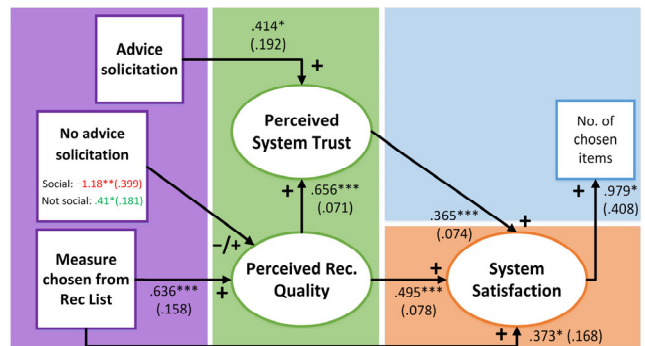 Advice
solicitation
.414*
(.192)
+
Perceived
System Trust
No advice
solicitation
Social: -1.18**(.399)
Not social: .41*(.181)
No. of
chosen
items
+
.656***
(.071)
.365***
(.074)
+
+
.979*
(.408)
−/+
Measure
chosen from
Rec List
.636***
(.158)
+
Perceived Rec.
Quality
+
.495***
(.078)
System
Satisfaction
+
.373* (.168)